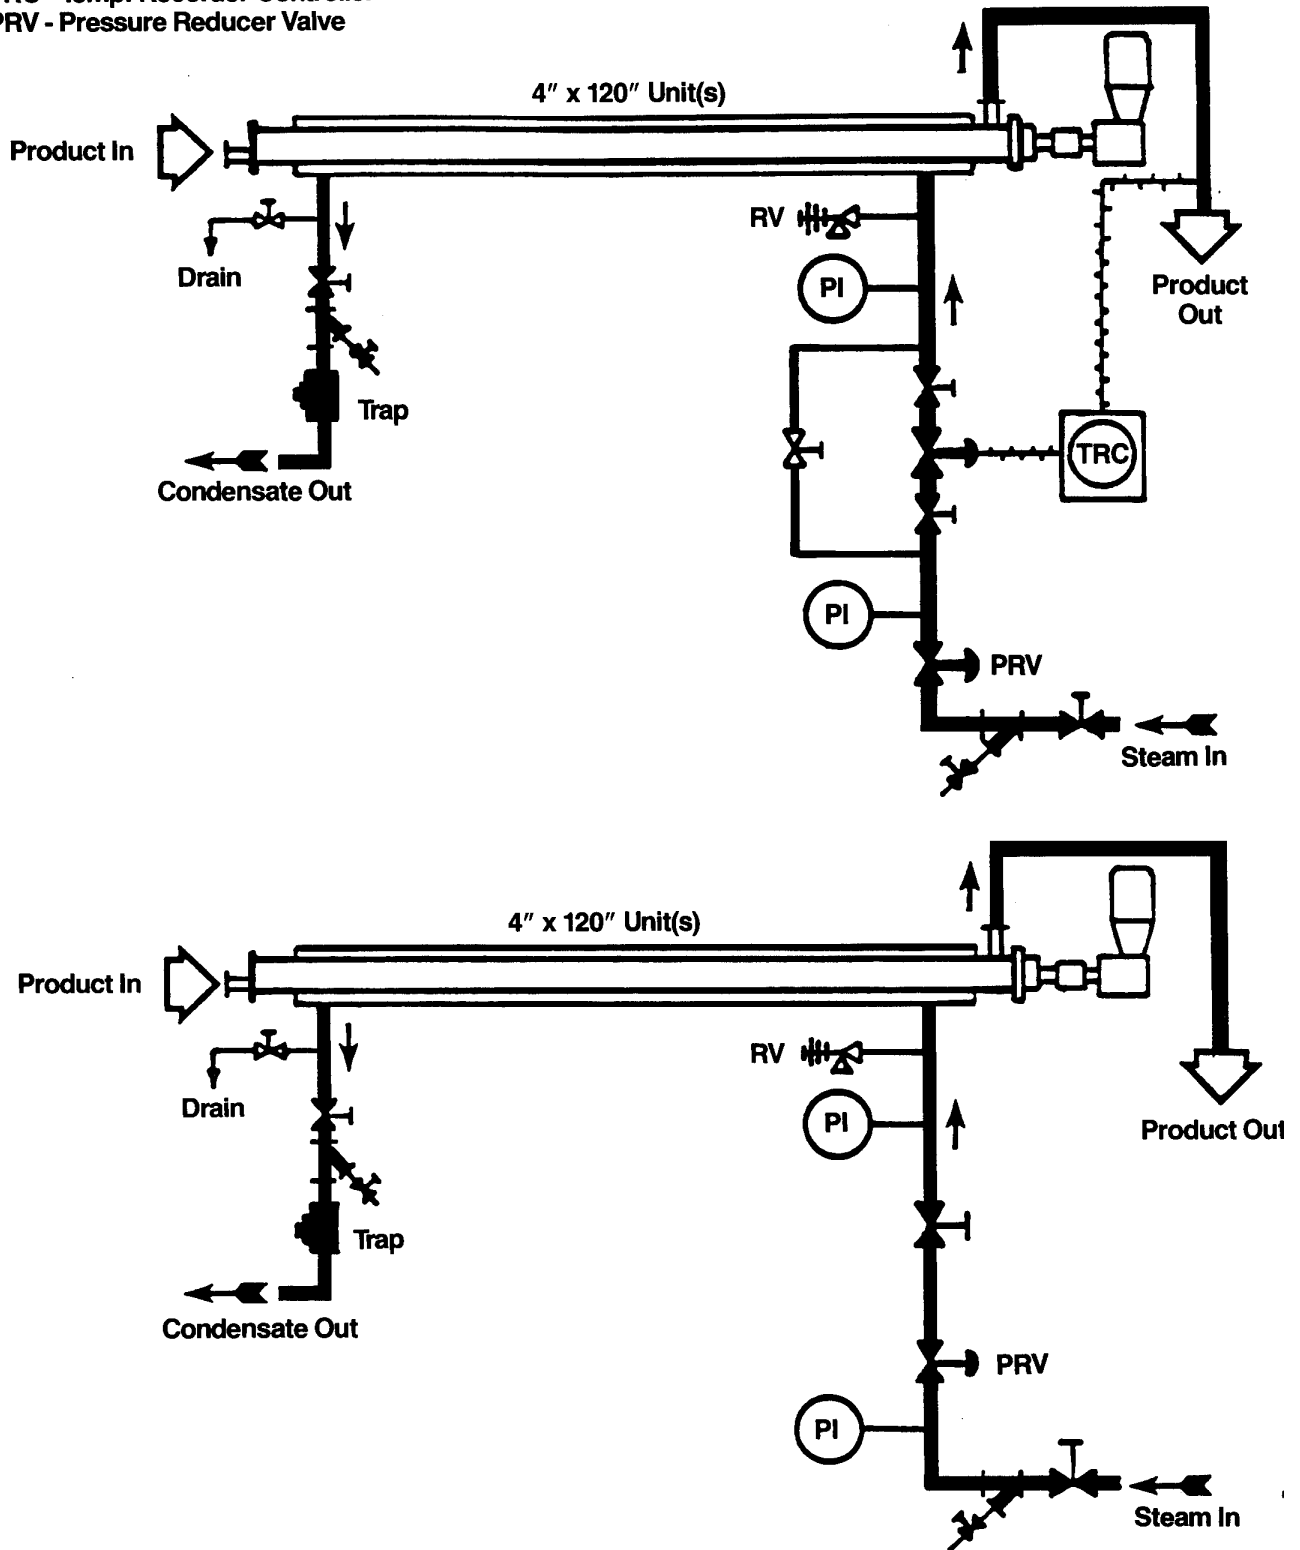 PRV - Pressure Reducer Valve
4" x 120" Unit(s)
Product In
RV
Drain
PI
Product
Out
Trap
TRC
Condensate Out
PI
PRV
Steam In
4" x 120" Unit(s)
Product In
RV
Drain
PI
Product Out
Trap
Condensate Out
PRV
PI
Steam In